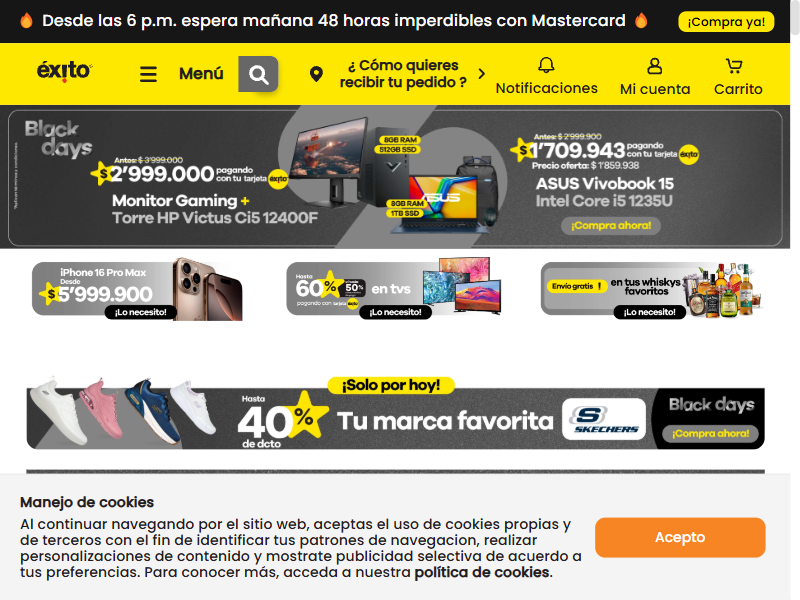 🔥 Desde las 6 p.m. espera mañana 48 horas imperdibles con Mastercard 🔥
¡Compra ya!
éxito
Menú
¿ Cómo quieres
recibir tu pedido ?
Notificaciones
Mi cuenta
Carrito
Black
days
Antes: $ 3'999.000
$2'999.000 pagando
con tu tarjeta éxito
Monitor Gaming +
Torre HP Victus Ci5 12400F
8GB RAM
512GB SSD
8GB RAM
1TB SSD
ASUS
Antes: $ 2'999.900
$1'709.943 pagando
con tu tarjeta éxito
Precio oferta: $ 1'859.938
ASUS Vivobook 15
Intel Core i5 1235U
¡Compra ahora!
iPhone 16 Pro Max
Desde
$5'999.900
¡Lo necesito!
Hasta
60% 50% en tvs
pagando con tu tarjeta éxito
¡Lo necesito!
Envío gratis !
en tus whiskys
favoritos
¡Lo necesito!
¡Solo por hoy!
Hasta
40%
de dcto
Tu marca favorita
S
SKECHERS
Black days
¡Compra ahora!
Manejo de cookies
Al continuar navegando por el sitio web, aceptas el uso de cookies propias y
de terceros con el fin de identificar tus patrones de navegacion, realizar
personalizaciones de contenido y mostrate publicidad selectiva de acuerdo a
tus preferencias. Para conocer más, acceda a nuestra política de cookies.
Acepto